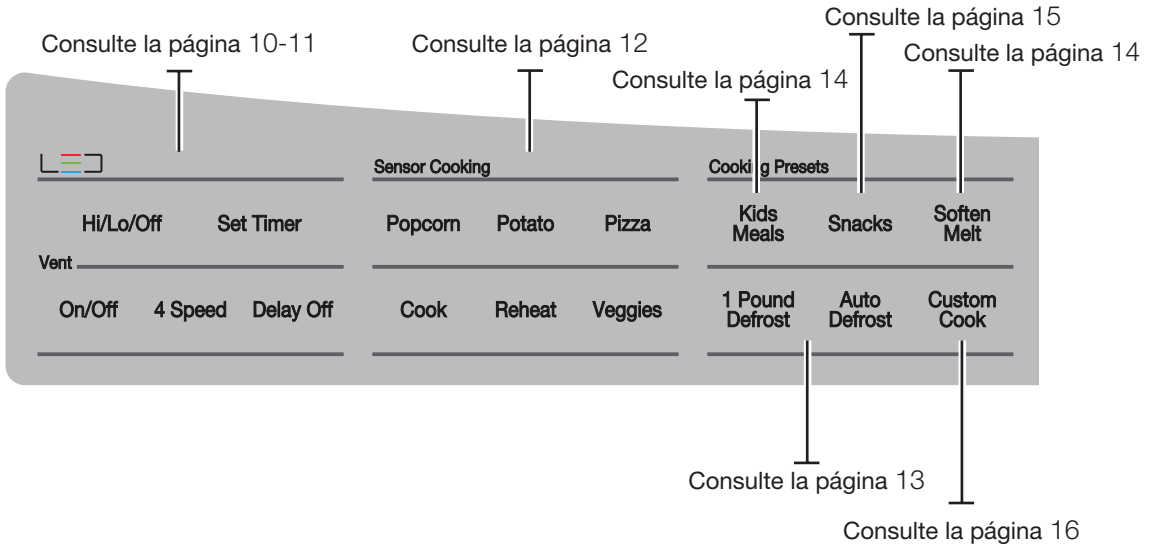 Consulte la página 15
Consulte la página 10-11
Consulte la página 12
Consulte la página 14
Consulte la página 14
LED
Sensor Cooking
Cooking Presets
Hi/Lo/Off
Set Timer
Popcorn
Potato
Pizza
Kids
Meals
Snacks
Soften
Melt
Vent
On/Off
4 Speed
Delay Off
Cook
Reheat
Veggies
1 Pound
Defrost
Auto
Defrost
Custom
Cook
Consulte la página 13
Consulte la página 16